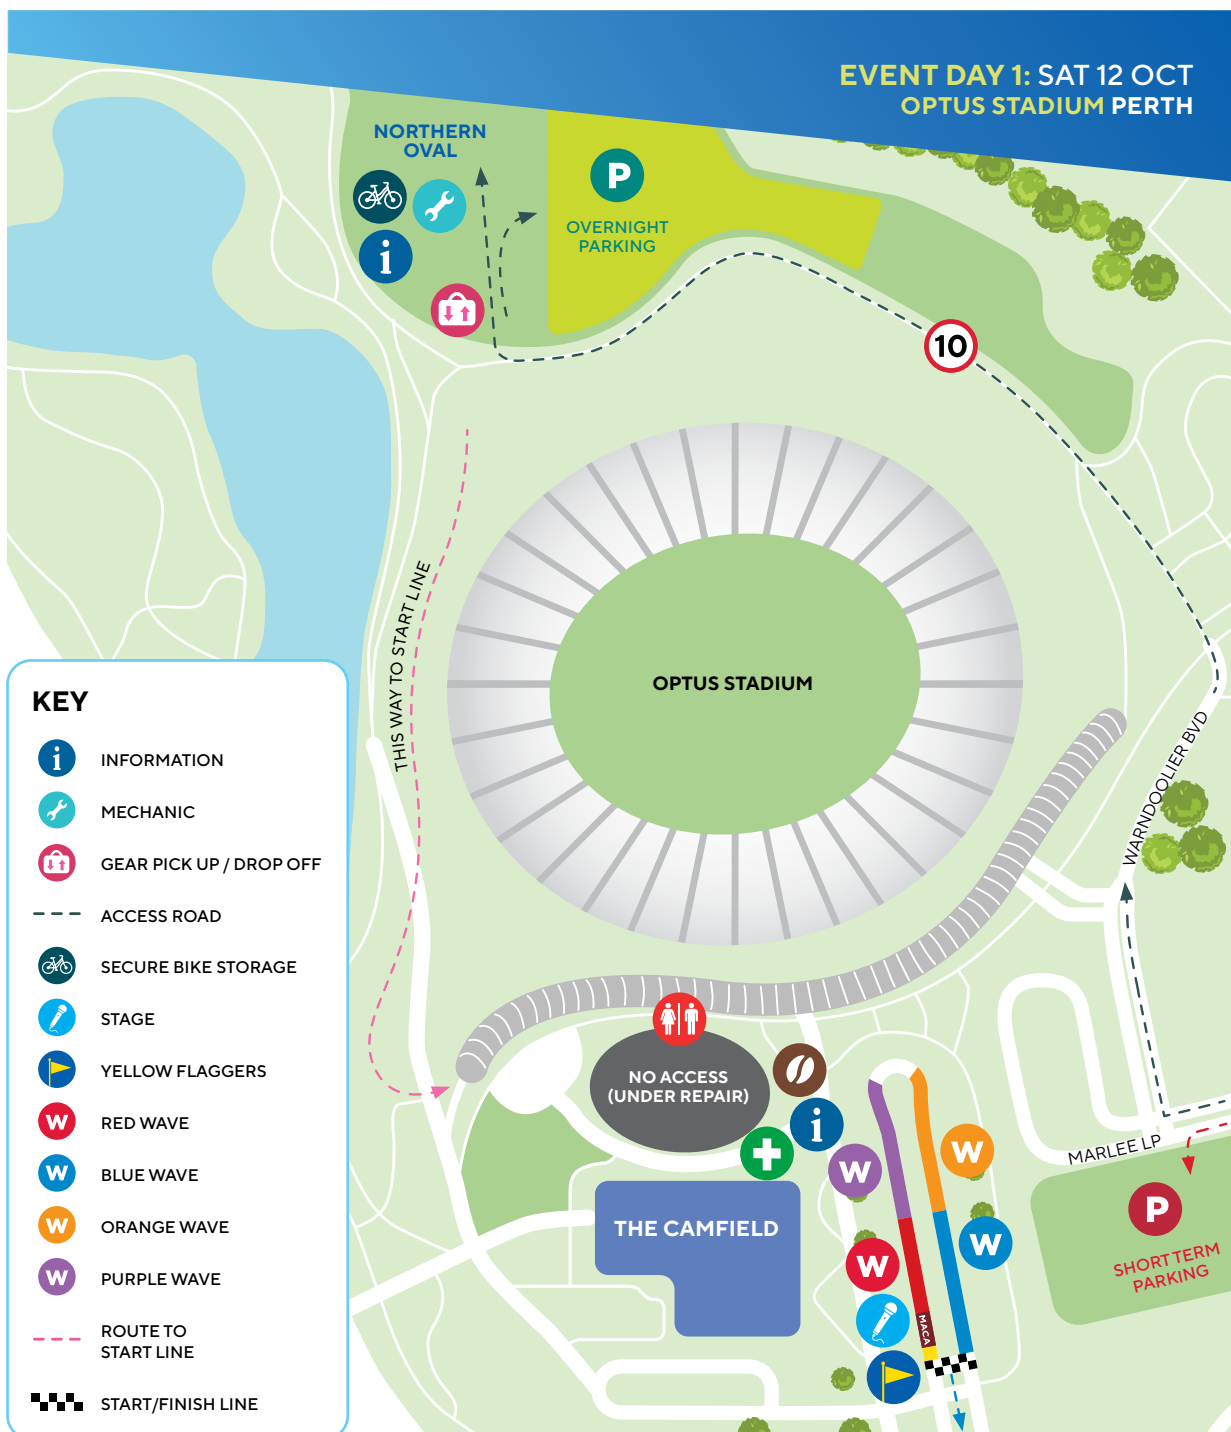 EVENT DAY 1: SAT 12 OCT
OPTUS STADIUM PERTH
NORTHERN
OVAL
P
OVERNIGHT
PARKING
i
10
THIS WAY TO START LINE
OPTUS STADIUM
WARNDOOLIER BVD
KEY
i INFORMATION
MECHANIC
GEAR PICK UP / DROP OFF
ACCESS ROAD
SECURE BIKE STORAGE
STAGE
YELLOW FLAGGERS
W RED WAVE
W BLUE WAVE
W ORANGE WAVE
W PURPLE WAVE
ROUTE TO
START LINE
START/FINISH LINE
NO ACCESS
(UNDER REPAIR)
i
W
W
MARLEE LP
P
SHORT TERM
PARKING
THE CAMFIELD
W
W
MACA